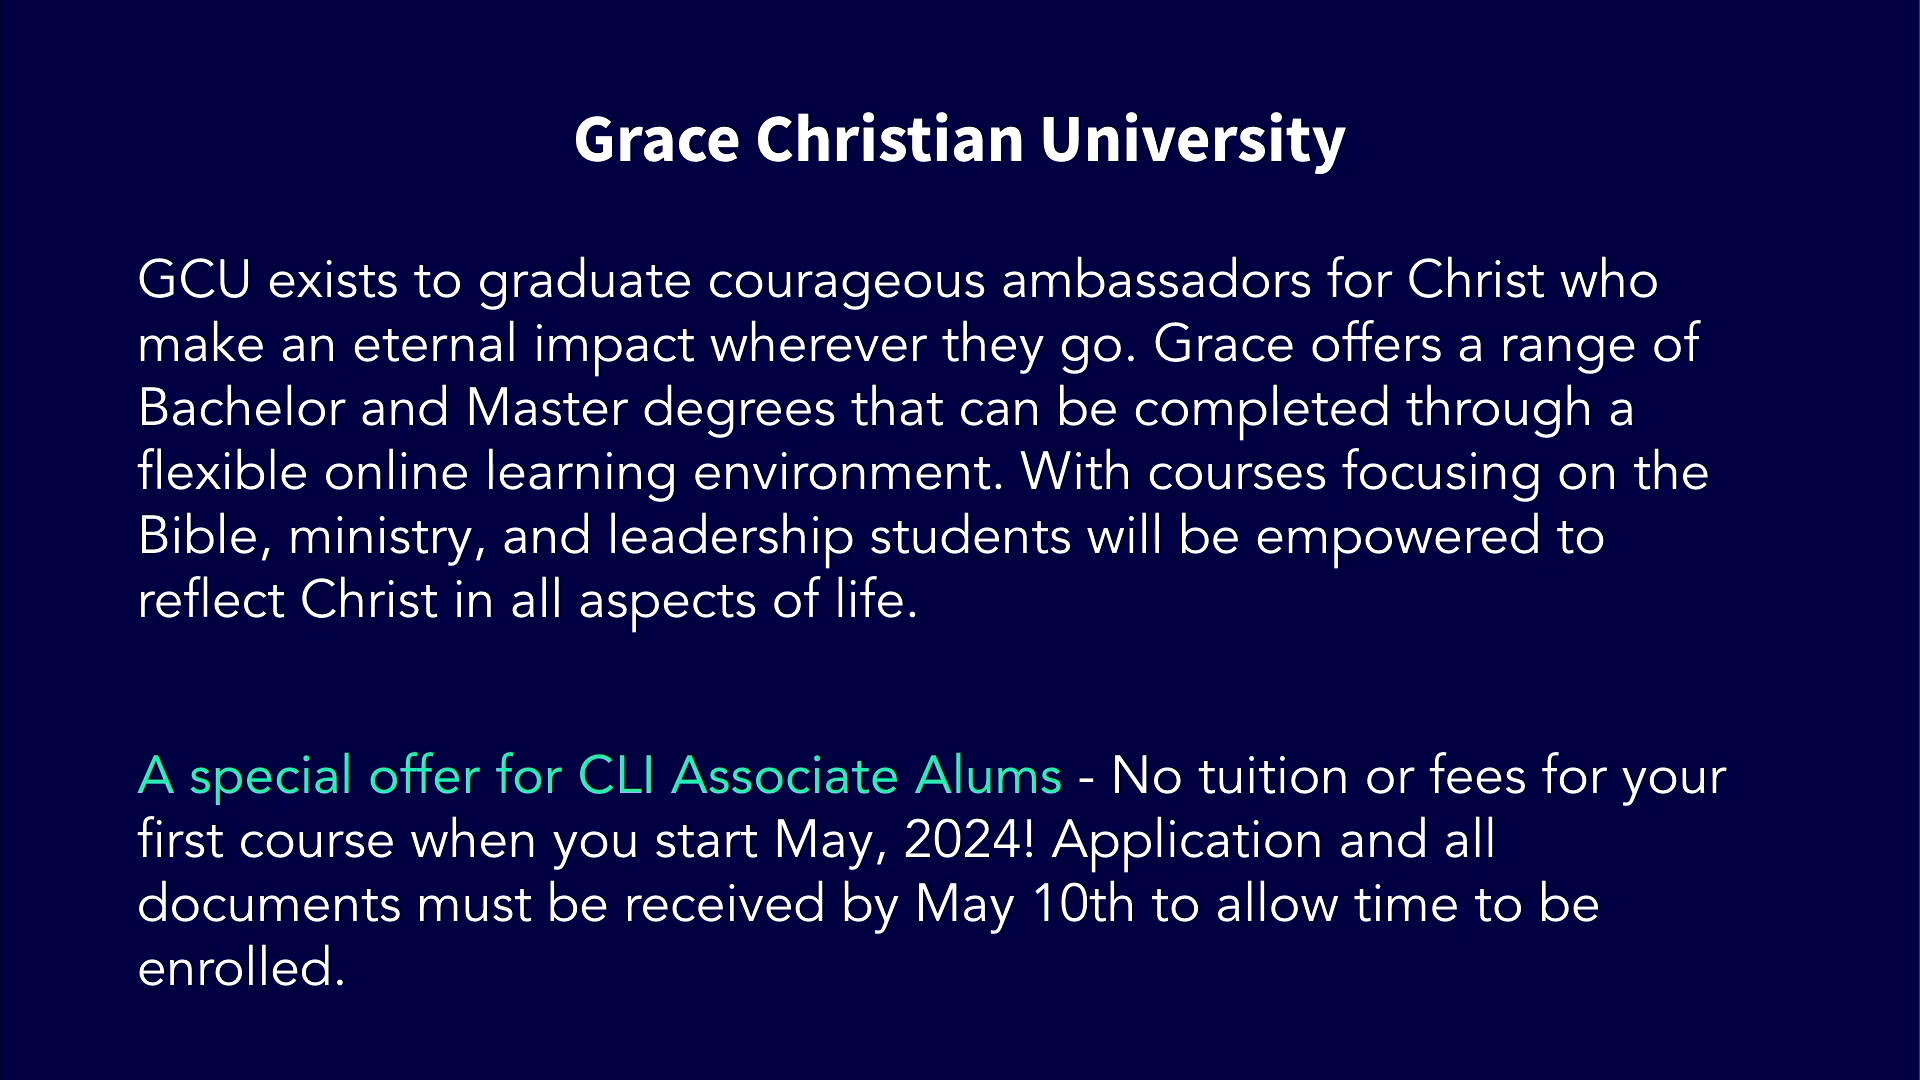 Grace Christian University
GCU exists to graduate courageous ambassadors for Christ who
make an eternal impact wherever they go. Grace offers a range of
Bachelor and Master degrees that can be completed through a
flexible online learning environment. With courses focusing on the
Bible, ministry, and leadership students will be empowered to
reflect Christ in all aspects of life.
A special offer for CLI Associate Alums - No tuition or fees for your
first course when you start May, 2024! Application and all
documents must be received by May 10th to allow time to be
enrolled.